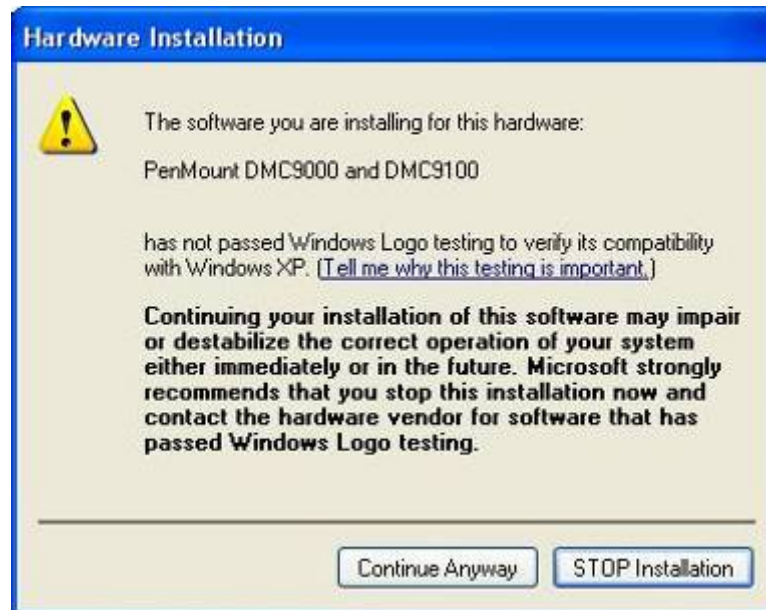 Hardware Installation
The software you are installing for this hardware:
PenMount DMC9000 and DMC9100
has not passed Windows Logo testing to verify its compatibility
with Windows XP. (Tell me why this testing is important.)
Continuing your installation of this software may impair
or destabilize the correct operation of your system
either immediately or in the future. Microsoft strongly
recommends that you stop this installation now and
contact the hardware vendor for software that has
passed Windows Logo testing.
Continue Anyway
STOP Installation